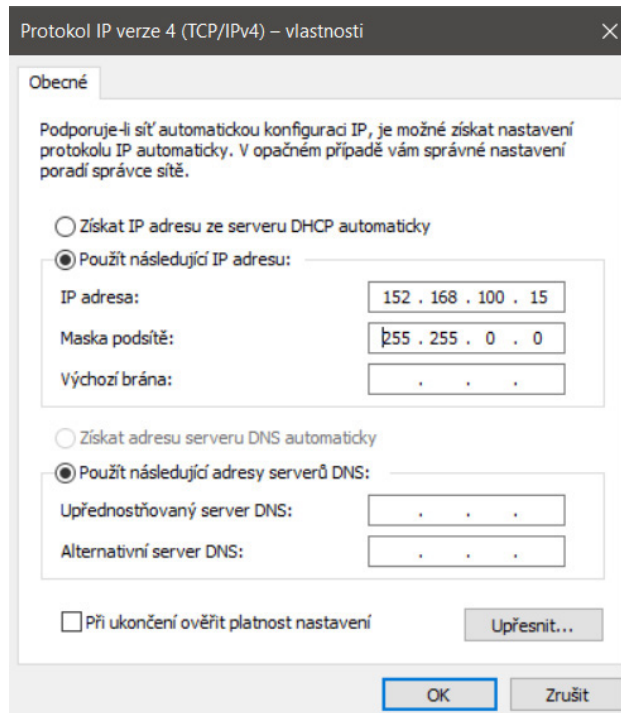 Protokol IP verze 4 (TCP/IPv4) – vlastnosti
Obecné
Podporuje-li síť automatickou konfiguraci IP, je možné získat nastavení
protokolu IP automaticky. V opačném případě vám správné nastavení
poradí správce sítě.
Získat IP adresu ze serveru DHCP automaticky
Použít následující IP adresu:
IP adresa: 152 . 168 . 100 . 15
Maska podsítě: 255 . 255 . 0 . 0
Výchozí brána: . . .
Získat adresu serveru DNS automaticky
Použít následující adresy serverů DNS:
Upřednostňovaný server DNS: . . .
Alternativní server DNS: . . .
Při ukončení ověřit platnost nastavení Upřesnit...
OK Zrušit